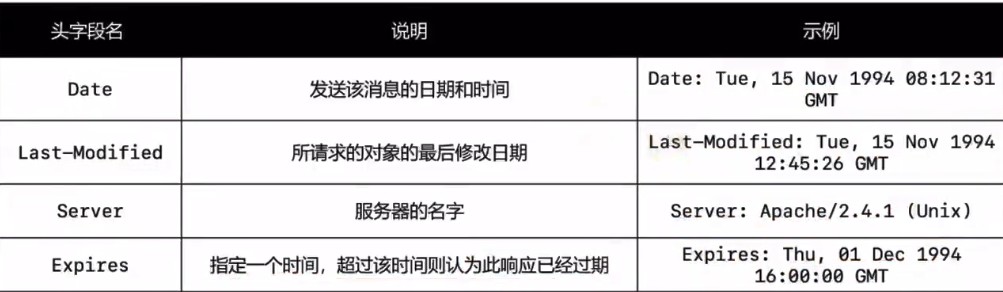 头字段名 说明 示例
Date 发送该消息的日期和时间 Date: Tue, 15 Nov 1994 08:12:31
GMT
Last-Modified 所请求的对象的最后修改日期 Last-Modified: Tue, 15 Nov 1994
12:45:26 GMT
Server 服务器的名字 Server: Apache/2.4.1 (Unix)
Expires 指定一个时间，超过该时间则认为此响应已经过期 Expires: Thu, 01 Dec 1994
16:00:00 GMT